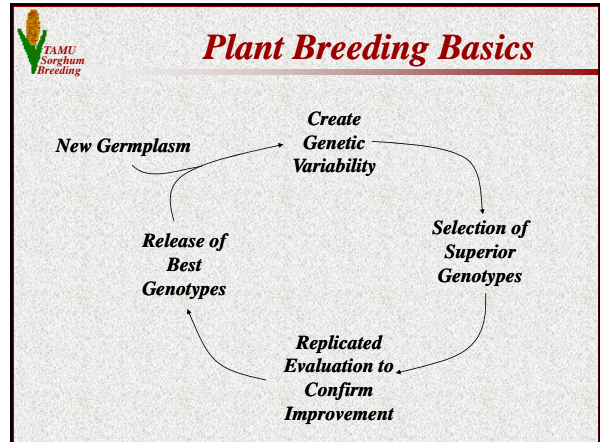 TAMU
Sorghum
Breeding
Plant Breeding Basics
New Germplasm
Create
Genetic
Variability
Selection of
Superior
Genotypes
Replicated
Evaluation to
Confirm
Improvement
Release of
Best
Genotypes